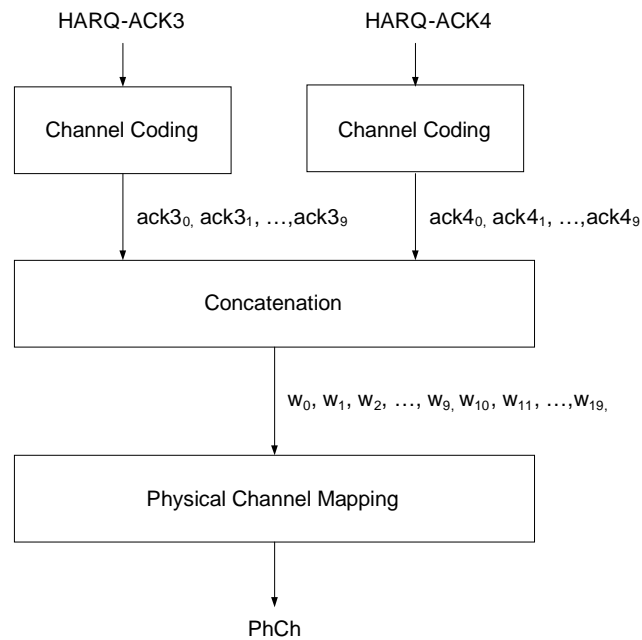 HARQ-ACK3 HARQ-ACK4
Channel Coding Channel Coding
ack3₀, ack3₁, …,ack3₉ ack4₀, ack4₁, …,ack4₉
Concatenation
w₀, w₁, w₂, …, w₉, w₁₀, w₁₁, …,w₁₉,
Physical Channel Mapping
PhCh